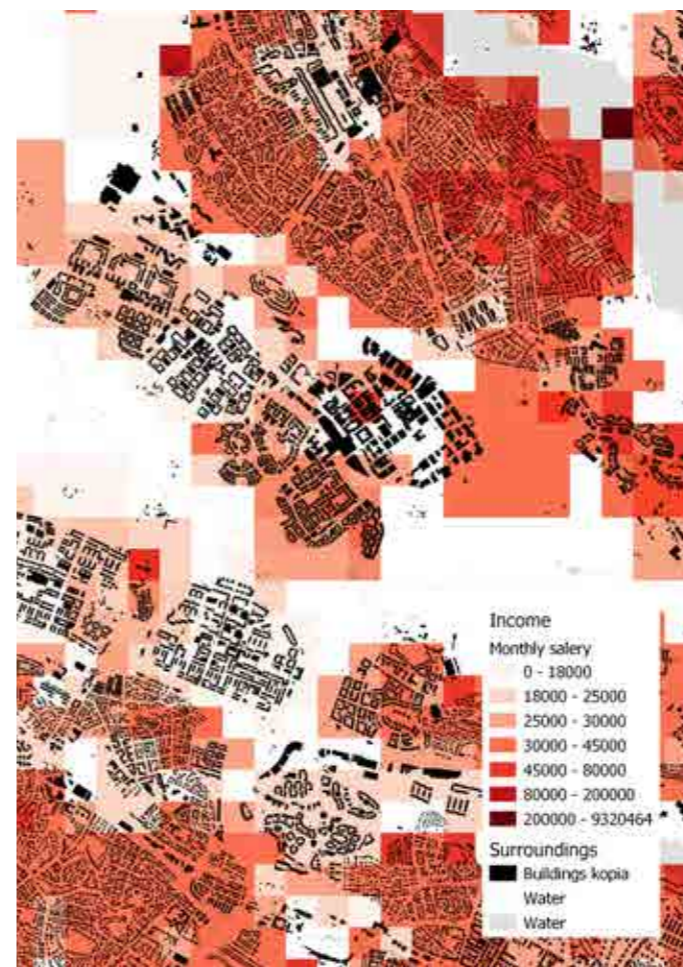 Income
Monthly salery
0 - 18000
18000 - 25000
25000 - 30000
30000 - 45000
45000 - 80000
80000 - 200000
200000 - 9320464
Surroundings
Buildings kopia
Water
Water